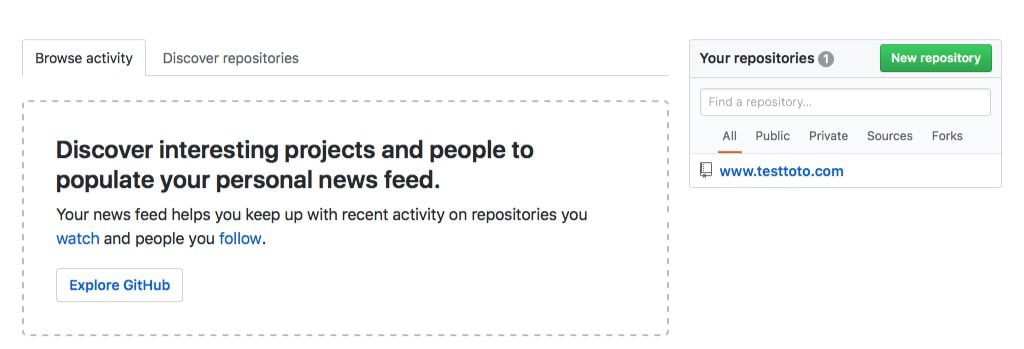 Browse activity
Discover repositories
Discover interesting projects and people to
populate your personal news feed.
Your news feed helps you keep up with recent activity on repositories you
watch and people you follow.
Explore GitHub
Your repositories 1
New repository
Find a repository...
All Public Private Sources Forks
www.testtoto.com